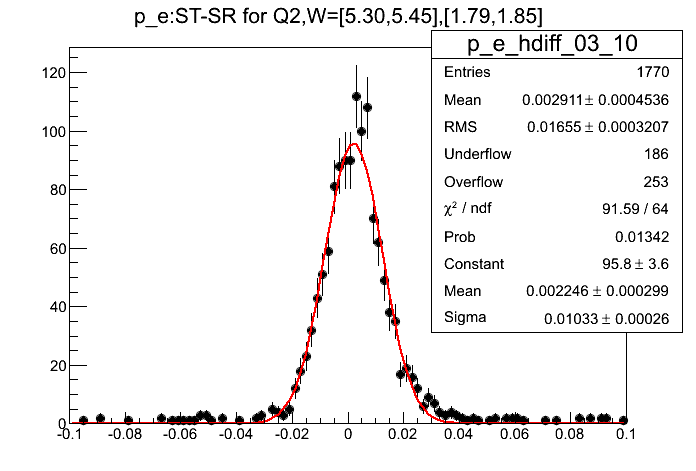 p_e:ST-SR for Q2,W=[5.30,5.45],[1.79,1.85]
p_e_hdiff_03_10
Entries 1770
Mean 0.002911± 0.0004536
RMS 0.01655± 0.0003207
Underflow 186
Overflow 253
χ² / ndf 91.59 / 64
Prob 0.01342
Constant 95.8 ± 3.6
Mean 0.002246 ± 0.000299
Sigma 0.01033 ± 0.00026
120
100
80
60
40
20
0
-0.1 -0.08 -0.06 -0.04 -0.02 0 0.02 0.04 0.06 0.08 0.1